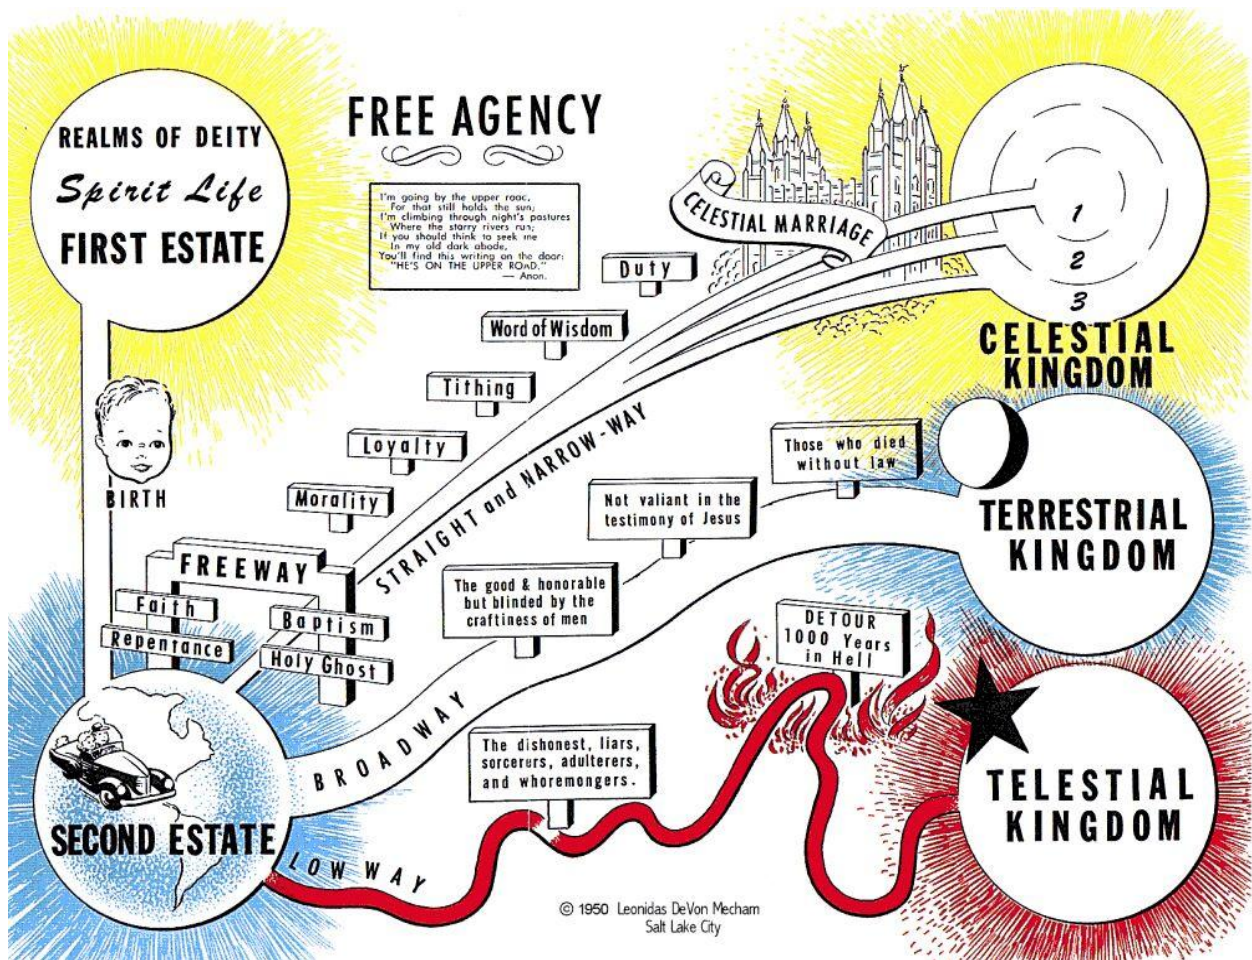 REALMS OF DEITY
Spirit Life
FIRST ESTATE
FREE AGENCY
I'm going by the upper road,
For that still holds the sun;
I'm climbing through night's pastures
Where the starry rivers run;
If you should think to seek me
In my old dark abode,
You'll find this writing on the door:
"HE'S ON THE UPPER ROAD."
— Anon.
CELESTIAL MARRIAGE
1
2
3
CELESTIAL
KINGDOM
Duty
Word of Wisdom
Tithing
Loyalty
Morality
BIRTH
STRAIGHT and NARROW-WAY
FREEWAY
Faith
Repentance
Baptism
Holy Ghost
Those who died
without law
Not valiant in the
testimony of Jesus
The good & honorable
but blinded by the
craftiness of men
TERRESTRIAL
KINGDOM
BROADWAY
DETOUR
1000 Years
in Hell
The dishonest, liars,
sorcerers, adulterers,
and whoremongers.
TELESTIAL
KINGDOM
SECOND ESTATE
LOW WAY
© 1950 Leonidas DeVon Mecham
Salt Lake City